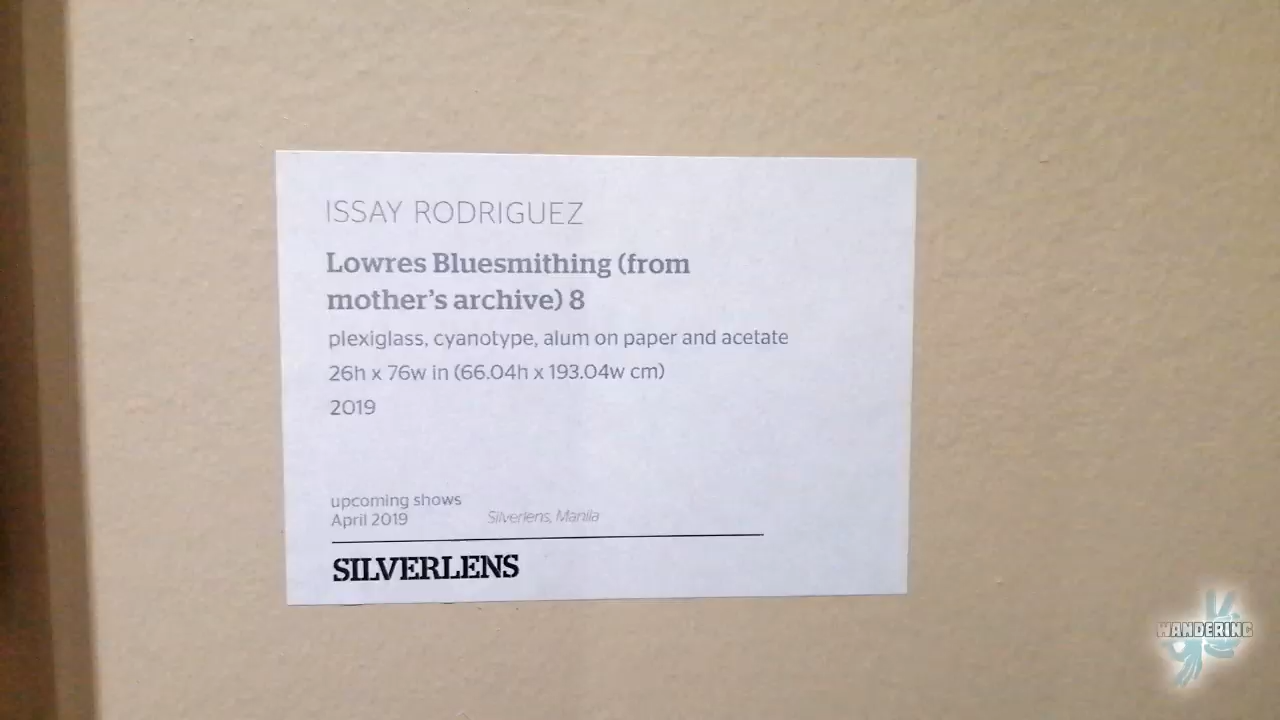 ISSAY RODRIGUEZ
Lowres Bluesmithing (from
mother's archive) 8
plexiglass, cyanotype, alum on paper and acetate
26h x 76w in (66.04h x 193.04w cm)
2019
upcoming shows
April 2019 Silverlens, Manila
SILVERLENS
WANDERING